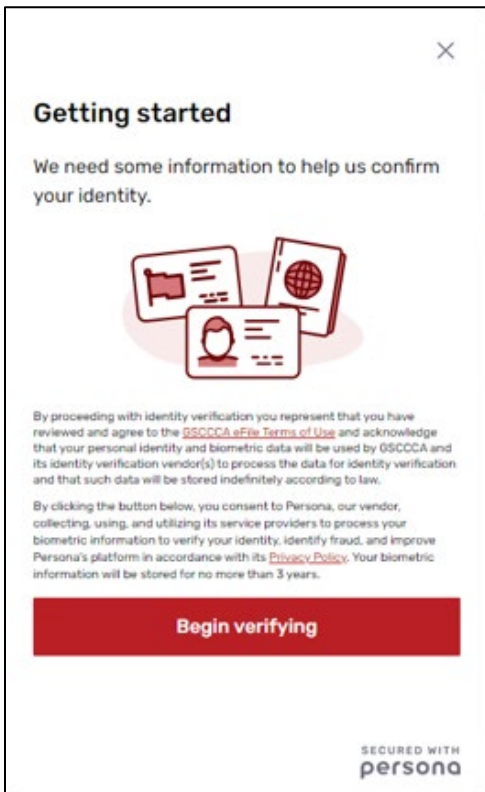 Getting started
We need some information to help us confirm
your identity.
By proceeding with identity verification you represent that you have
reviewed and agree to the GSCCCA eFile Terms of Use and acknowledge
that your personal identity and biometric data will be used by GSCCCA and
its identity verification vendor(s) to process the data for identity verification
and that such data will be stored indefinitely according to law.
By clicking the button below, you consent to Persona, our vendor,
collecting, using, and utilizing its service providers to process your
biometric information to verify your identity, identify fraud, and improve
Persona's platform in accordance with its Privacy Policy. Your biometric
information will be stored for no more than 3 years.
Begin verifying
SECURED WITH
persona